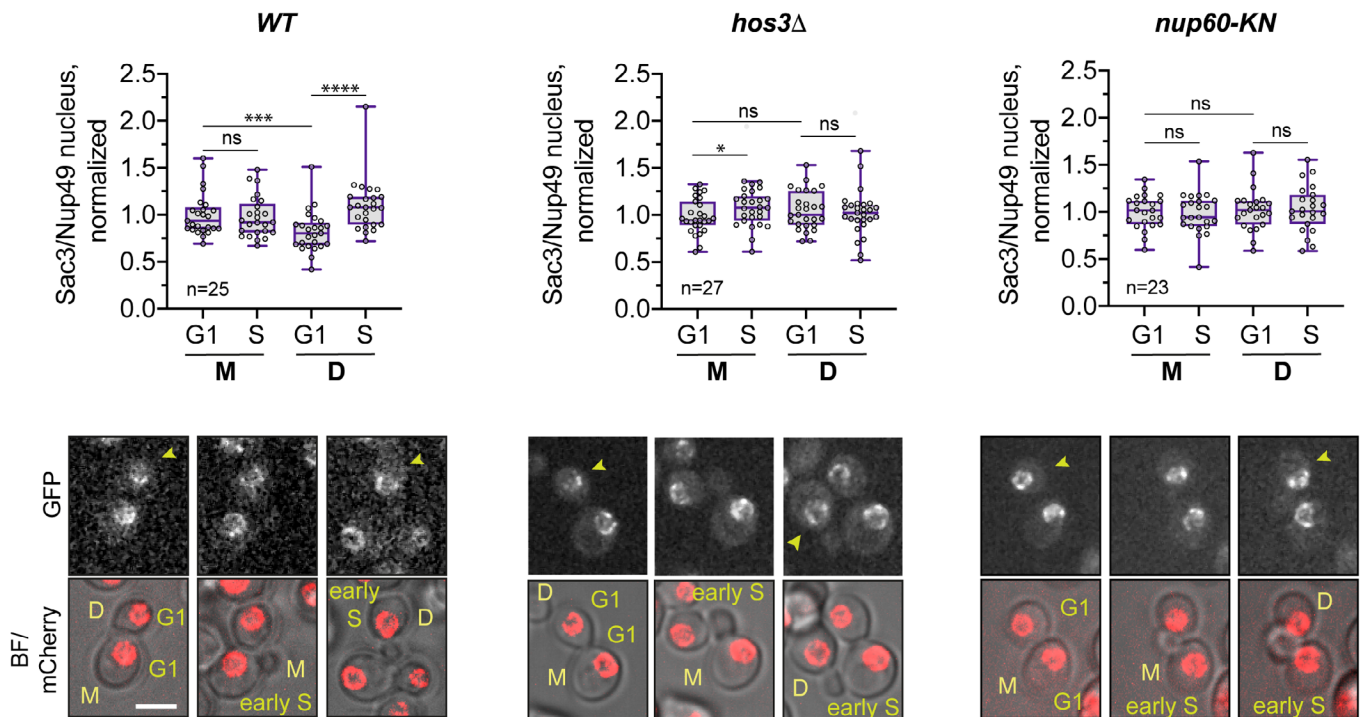 WT
Sac3/Nup49 nucleus,
normalized
2.5
2.0
1.5
1.0
0.5
0.0
***
****
ns
n=25
G1 S G1 S
M D
hos3Δ
Sac3/Nup49 nucleus,
normalized
2.5
2.0
1.5
1.0
0.5
0.0
ns
ns
*
n=27
G1 S G1 S
M D
nup60-KN
Sac3/Nup49 nucleus,
normalized
2.5
2.0
1.5
1.0
0.5
0.0
ns
ns
ns
n=23
G1 S G1 S
M D
GFP
BF/
mCherry
D
G1
G1
M
M
early S
early
S
D
D
G1
G1
M
early S
M
D
early S
G1
M
G1
M
early S
D
early S